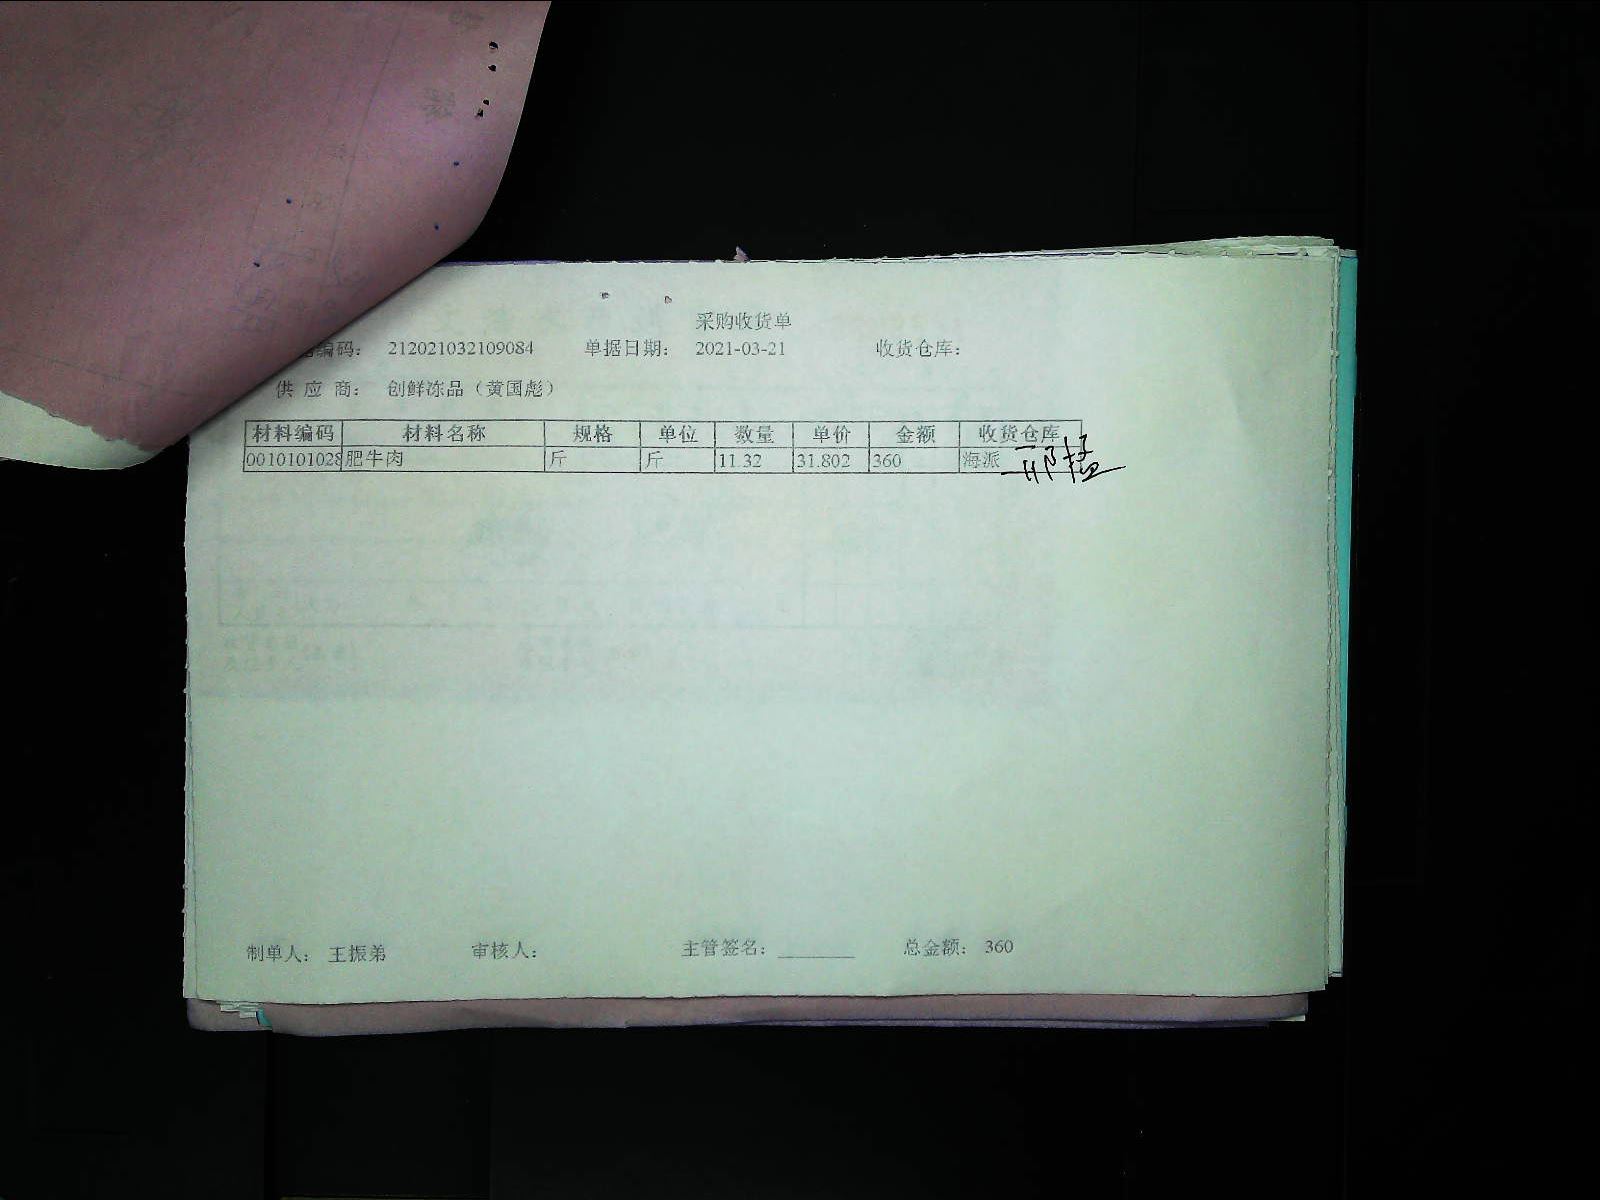 采购收货单
编码： 212021032109084 单据日期： 2021-03-21 收货仓库：
供 应 商： 创鲜冻品（黄国彪）
材料编码 材料名称 规格 单位 数量 单价 金额 收货仓库
0010101028 肥牛肉 斤 斤 11.32 31.802 360 海派
制单人： 王振弟 审核人： 主管签名：________ 总金额： 360